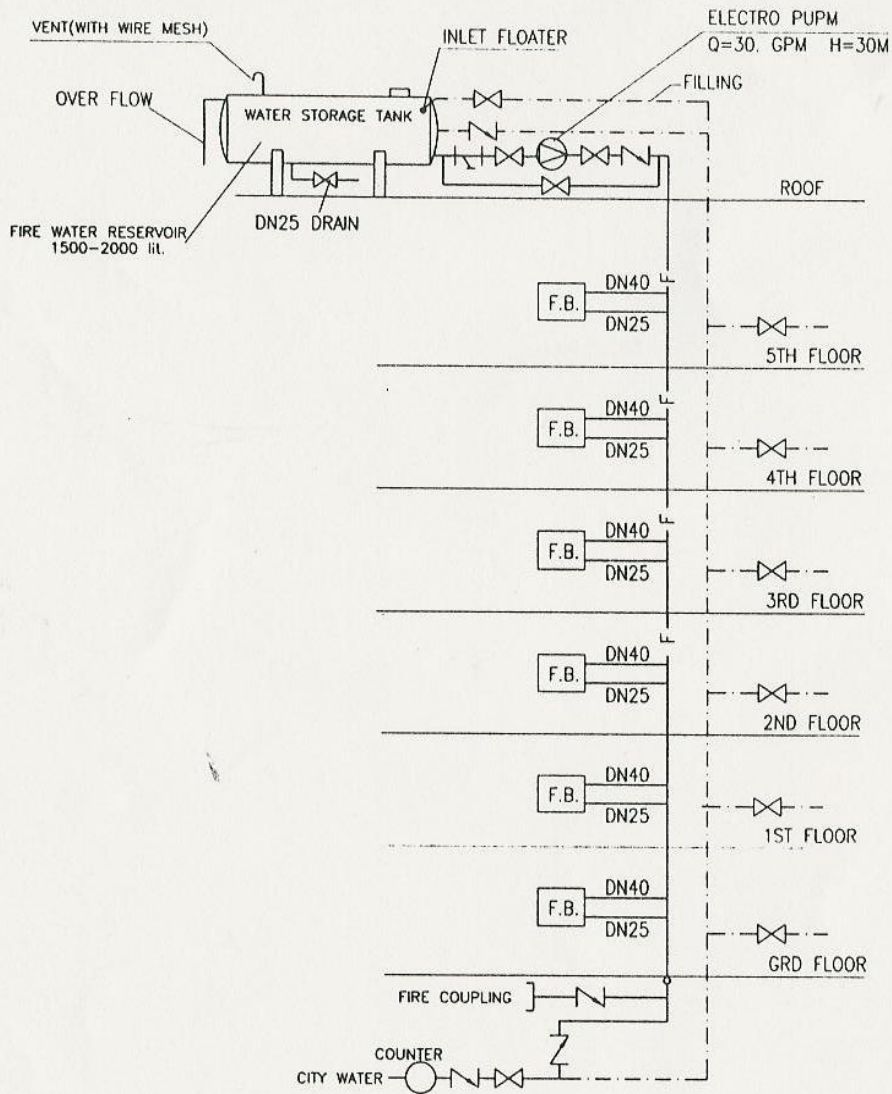 ELECTRO PUPM
Q=30. GPM H=30M
VENT(WITH WIRE MESH)
INLET FLOATER
FILLING
OVER FLOW
WATER STORAGE TANK
ROOF
FIRE WATER RESERVOIR
1500-2000 lit.
DN25 DRAIN
DN40
F.B.
DN25
5TH FLOOR
DN40
F.B.
DN25
4TH FLOOR
DN40
F.B.
DN25
3RD FLOOR
DN40
F.B.
DN25
2ND FLOOR
DN40
F.B.
DN25
1ST FLOOR
DN40
F.B.
DN25
GRD FLOOR
FIRE COUPLING
COUNTER
CITY WATER